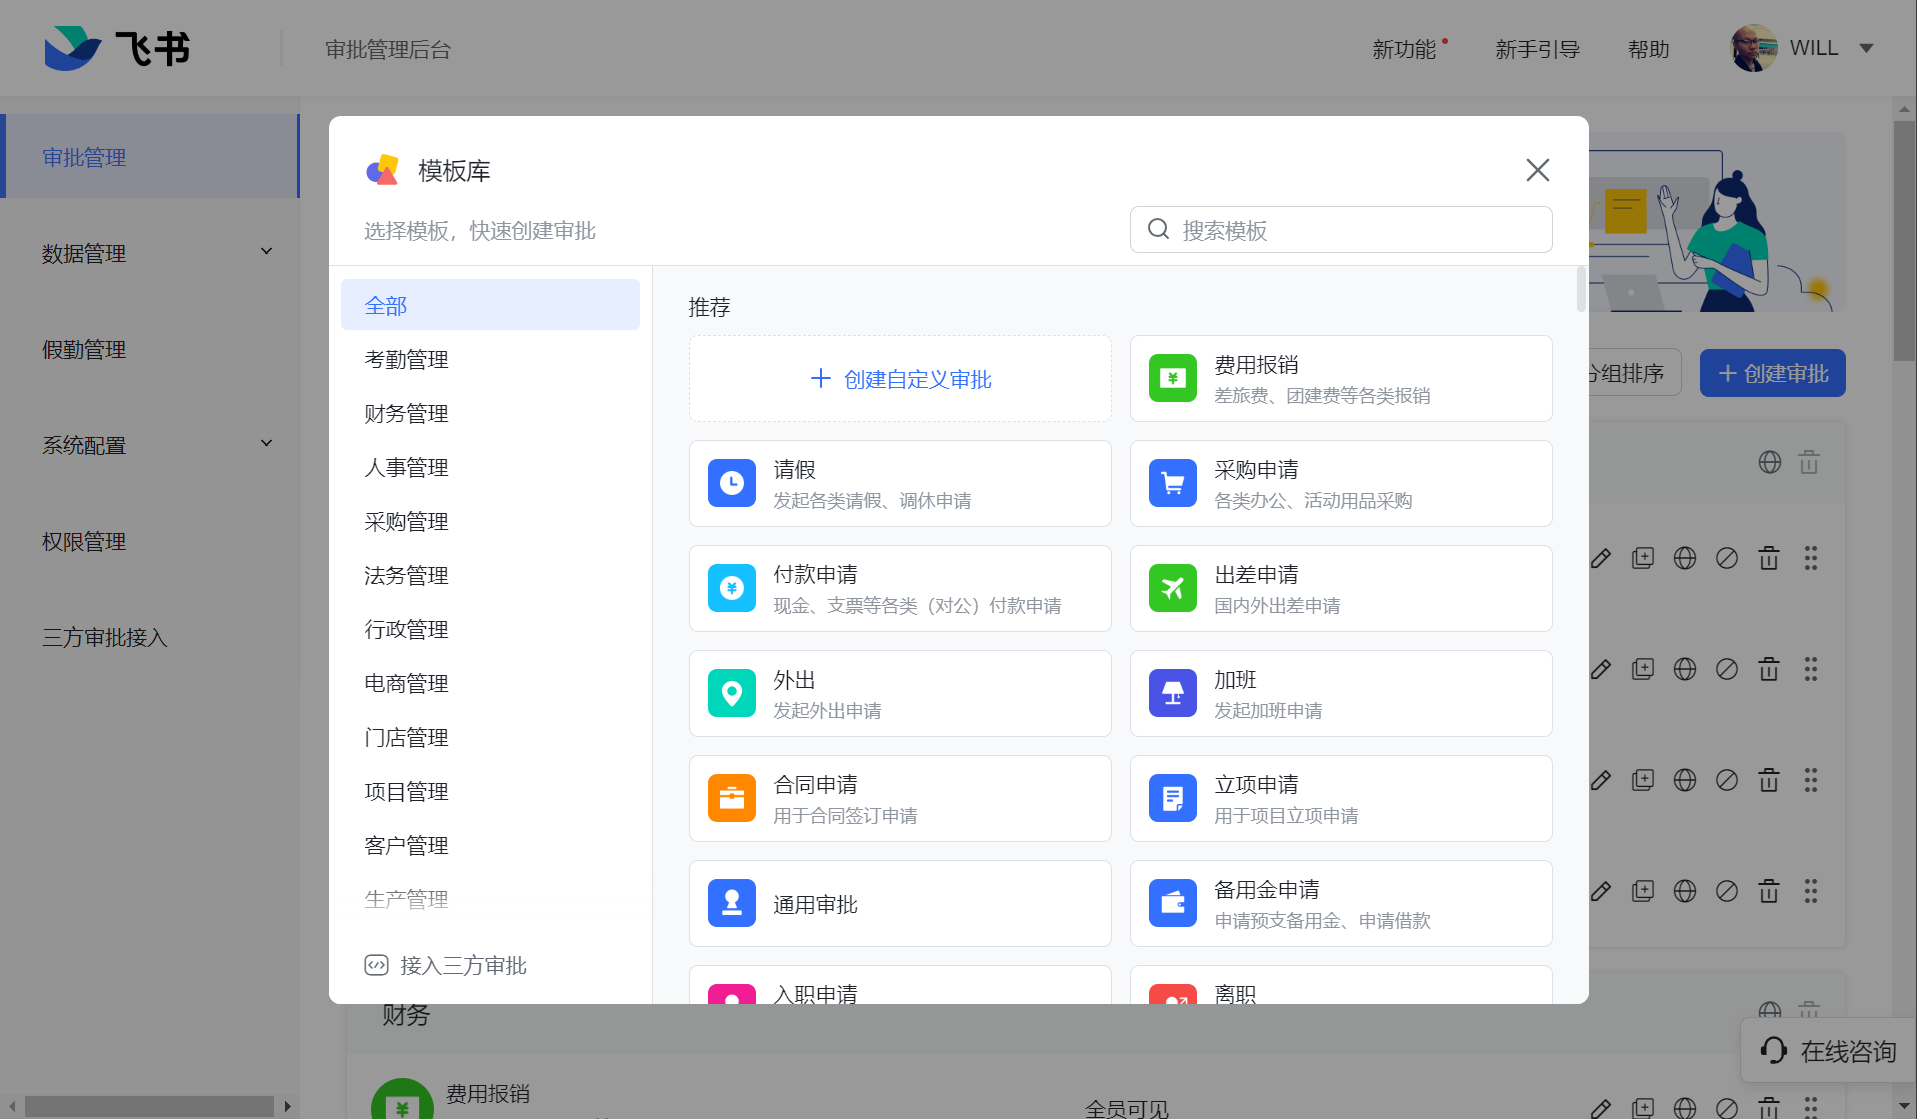 飞书
审批管理后台
新功能
新手引导
帮助
WILL
审批管理
数据管理
假勤管理
系统配置
权限管理
三方审批接入
模板库
选择模板，快速创建审批
搜索模板
全部
考勤管理
财务管理
人事管理
采购管理
法务管理
行政管理
电商管理
门店管理
项目管理
客户管理
生产管理
接入三方审批
推荐
创建自定义审批
费用报销
差旅费、团建费等各类报销
请假
发起各类请假、调休申请
采购申请
各类办公、活动用品采购
付款申请
现金、支票等各类（对公）付款申请
出差申请
国内外出差申请
外出
发起外出申请
加班
发起加班申请
合同申请
用于合同签订申请
立项申请
用于项目立项申请
通用审批
备用金申请
申请预支备用金、申请借款
入职申请
离职
分组排序
创建审批
财务
费用报销
全员可见
在线咨询